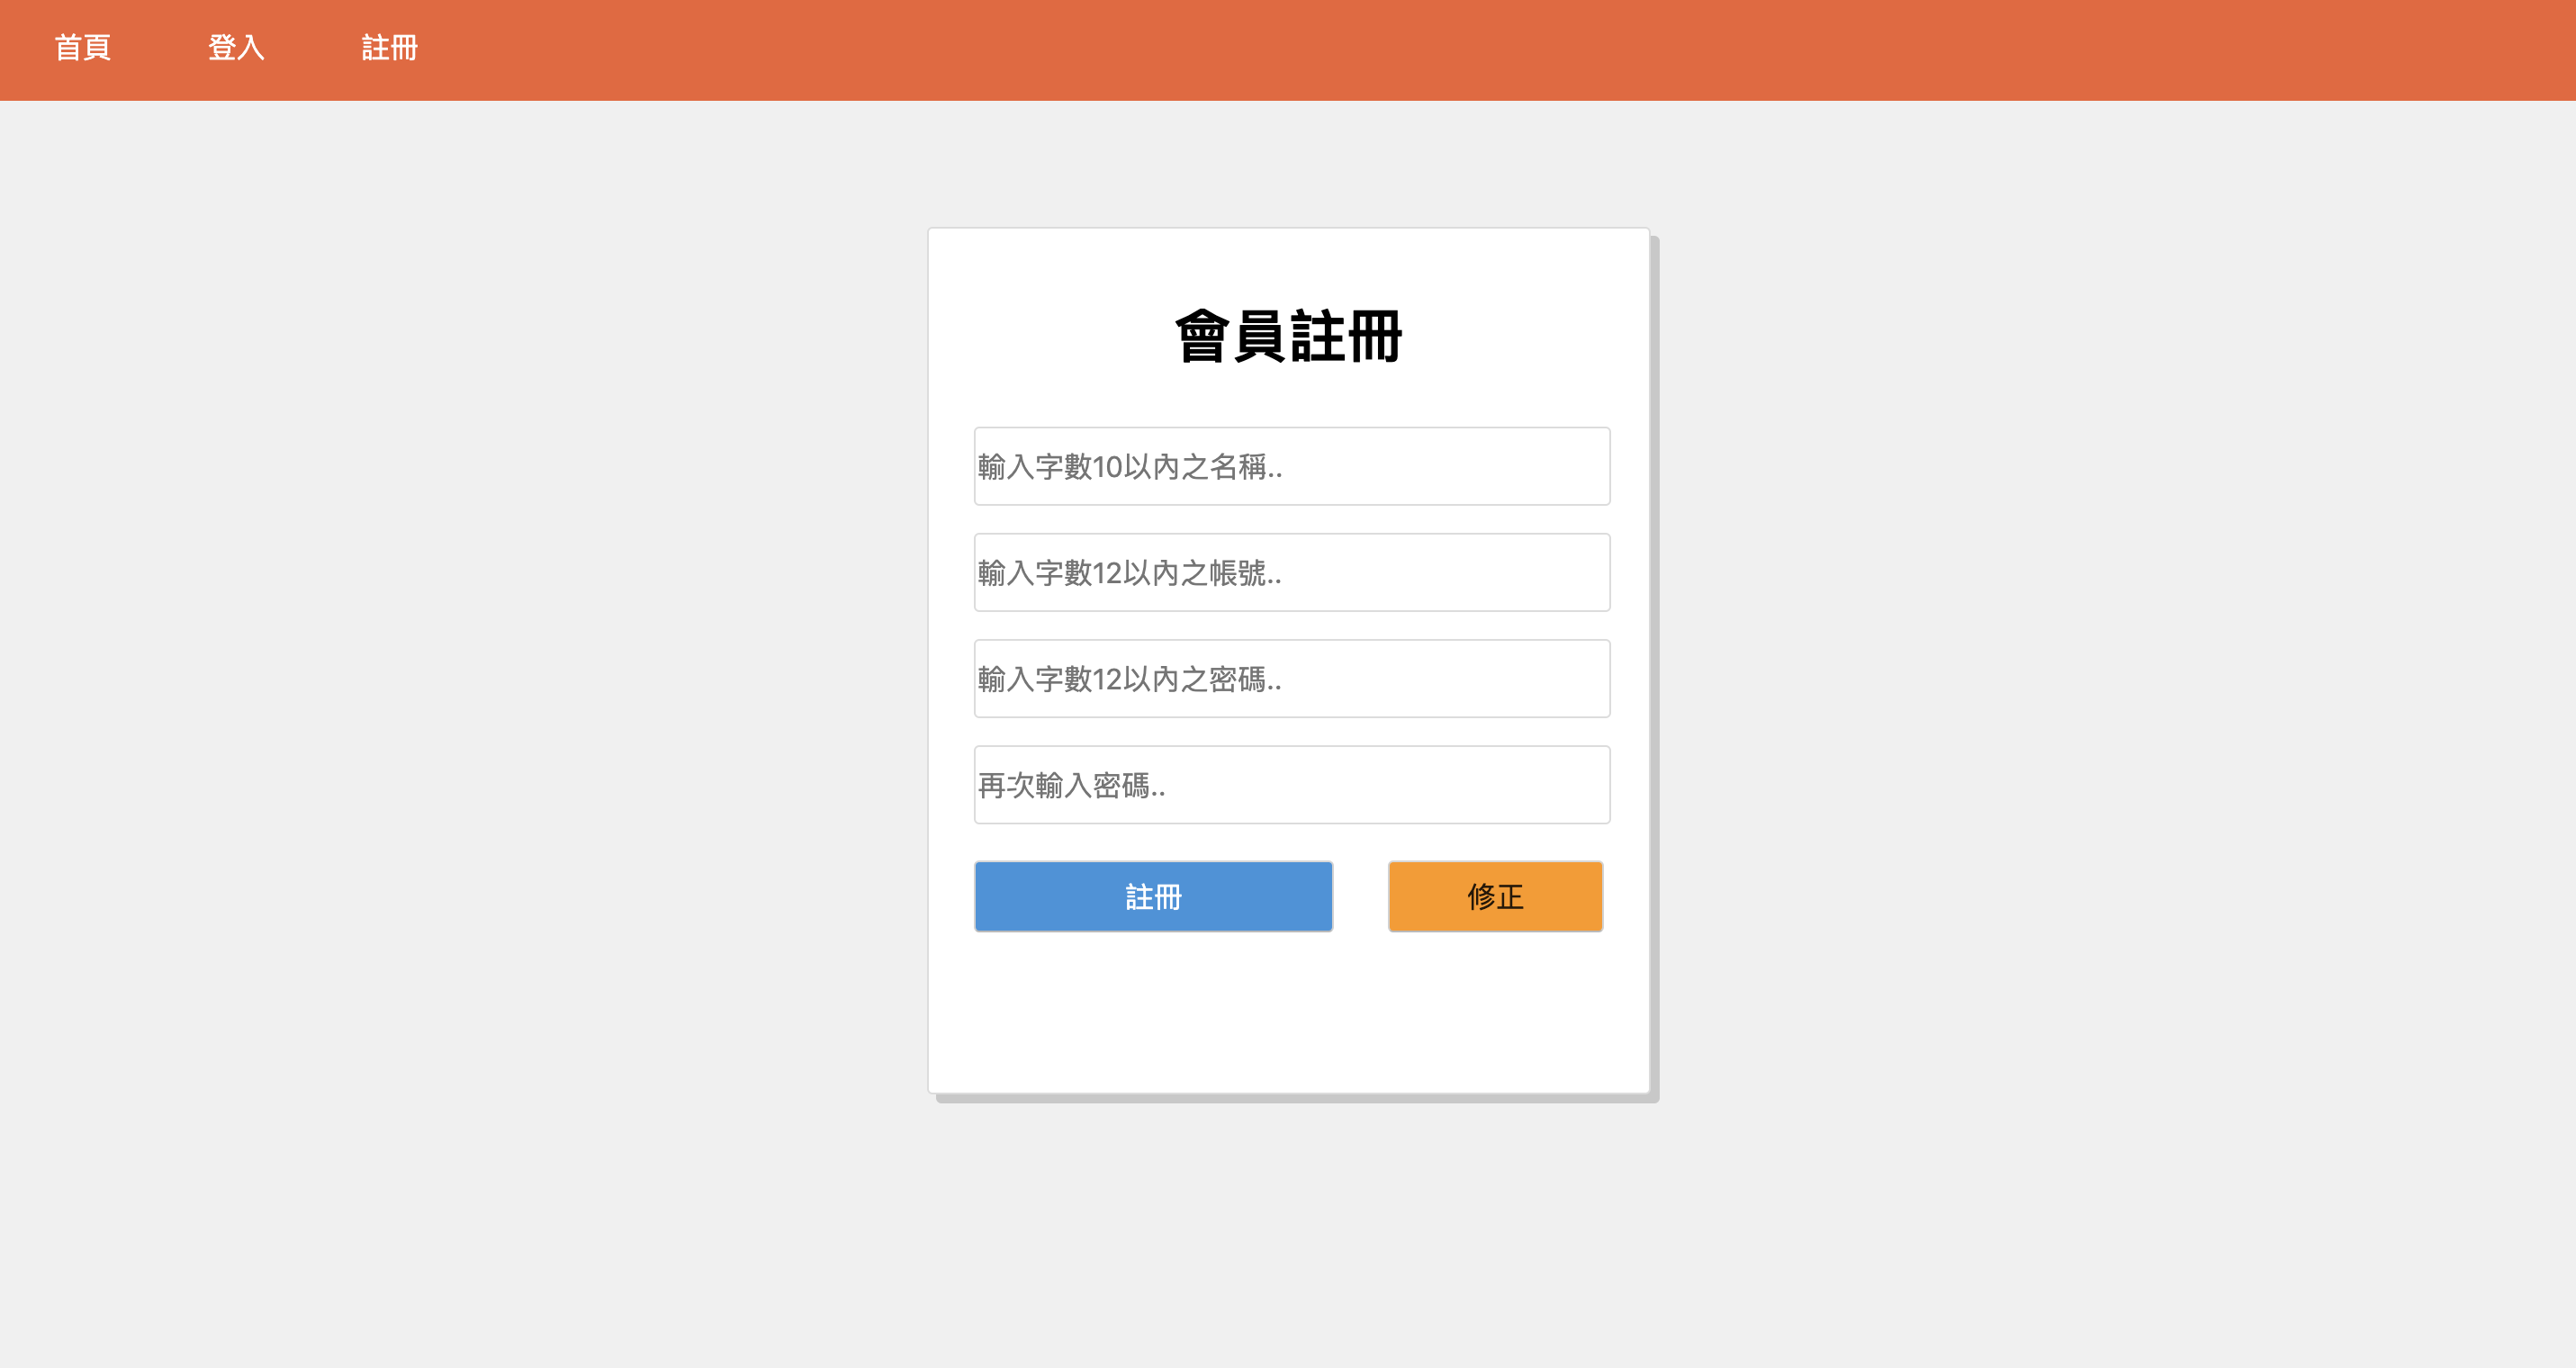 首頁 登入 註冊
會員註冊
輸入字數10以內之名稱..
輸入字數12以內之帳號..
輸入字數12以內之密碼..
再次輸入密碼..
註冊 修正